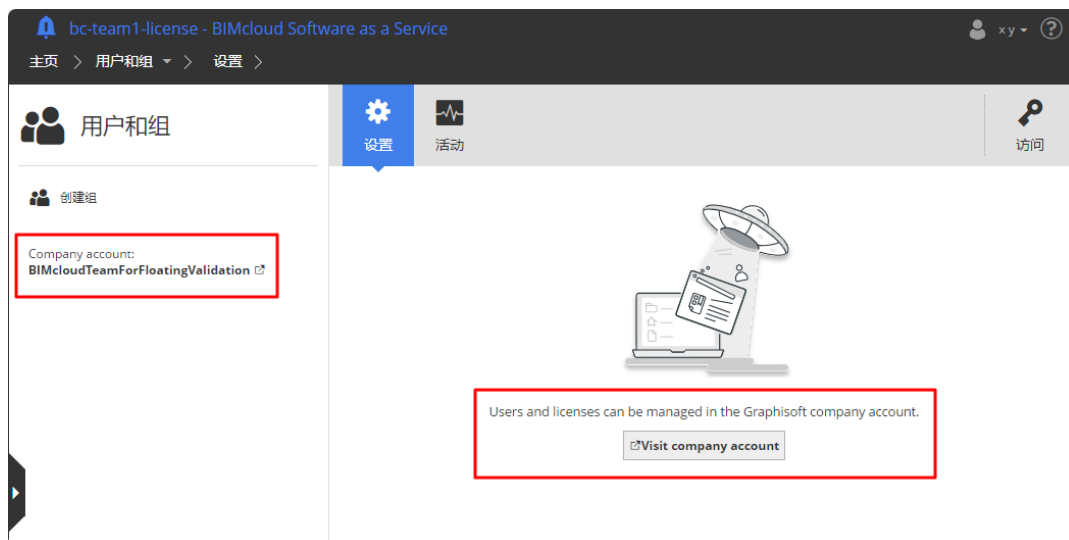 bc-team1-license - BIMcloud Software as a Service
x y
?
主页 > 用户和组 > 设置 >
用户和组
设置
活动
访问
创建组
Company account:
BIMcloudTeamForFloatingValidation
Users and licenses can be managed in the Graphisoft company account.
Visit company account